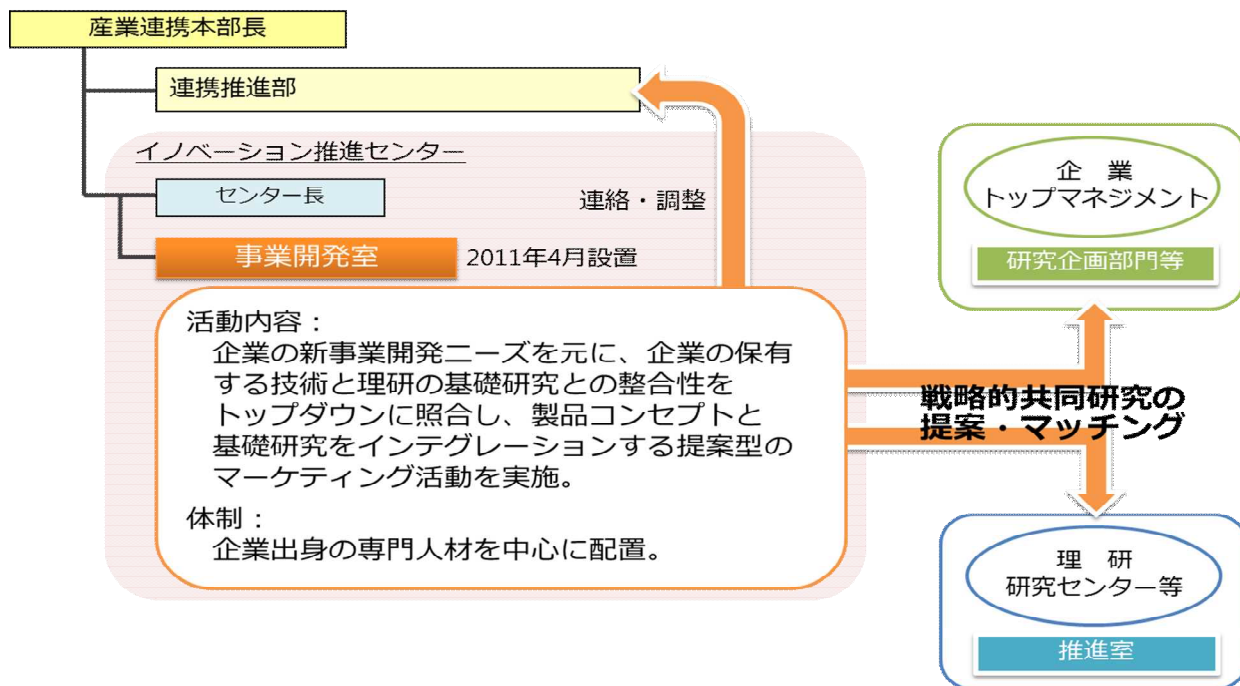 産業連携本部長
連携推進部
イノベーション推進センター
センター長
連絡・調整
事業開発室
2011年4月設置
活動内容：
企業の新事業開発ニーズを元に、企業の保有
する技術と理研の基礎研究との整合性を
トップダウンに照合し、製品コンセプトと
基礎研究をインテグレーションする提案型の
マーケティング活動を実施。
体制：
企業出身の専門人材を中心に配置。
企　業
トップマネジメント
研究企画部門等
戦略的共同研究の
提案・マッチング
理　研
研究センター等
推進室